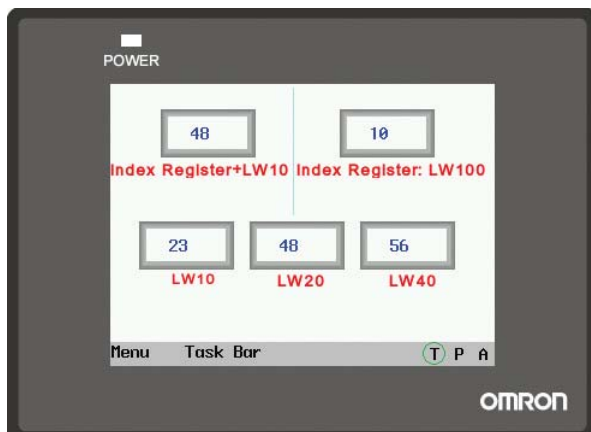 POWER
48
10
Index Register+LW10 Index Register: LW100
23
48
56
LW10
LW20
LW40
Menu Task Bar T P A
OMRON